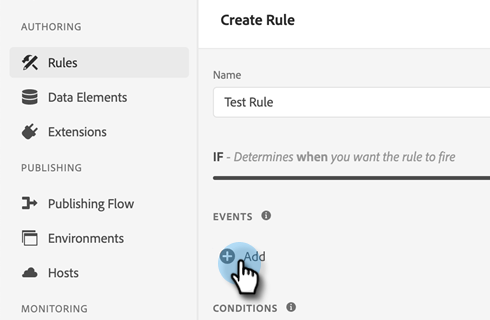 AUTHORING
Create Rule
Rules
Name
Data Elements
Test Rule
Extensions
IF - Determines when you want the rule to fire
PUBLISHING
Publishing Flow
EVENTS
Environments
Add
Hosts
MONITORING
CONDITIONS